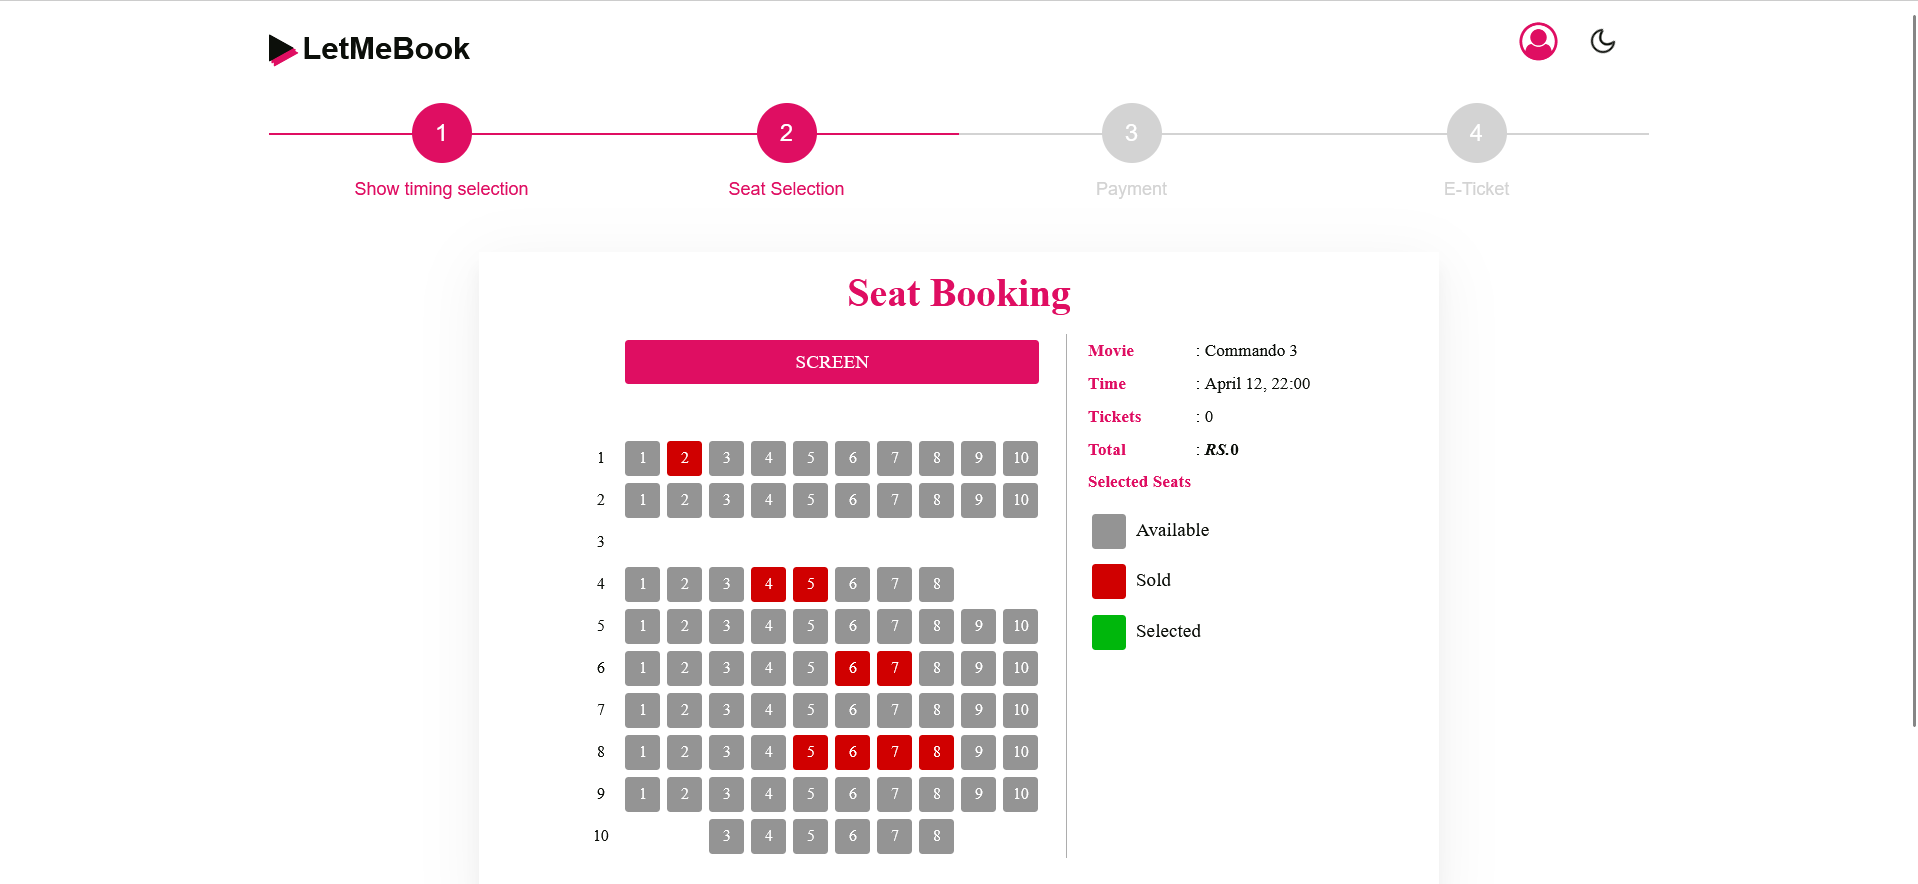 LetMeBook
1 2 3 4
Show timing selection Seat Selection Payment E-Ticket
Seat Booking
SCREEN
1 1 2 3 4 5 6 7 8 9 10
2 1 2 3 4 5 6 7 8 9 10
3
4 1 2 3 4 5 6 7 8
5 1 2 3 4 5 6 7 8 9 10
6 1 2 3 4 5 6 7 8 9 10
7 1 2 3 4 5 6 7 8 9 10
8 1 2 3 4 5 6 7 8 9 10
9 1 2 3 4 5 6 7 8 9 10
10 3 4 5 6 7 8
Movie : Commando 3
Time : April 12, 22:00
Tickets : 0
Total : RS.0
Selected Seats
Available
Sold
Selected